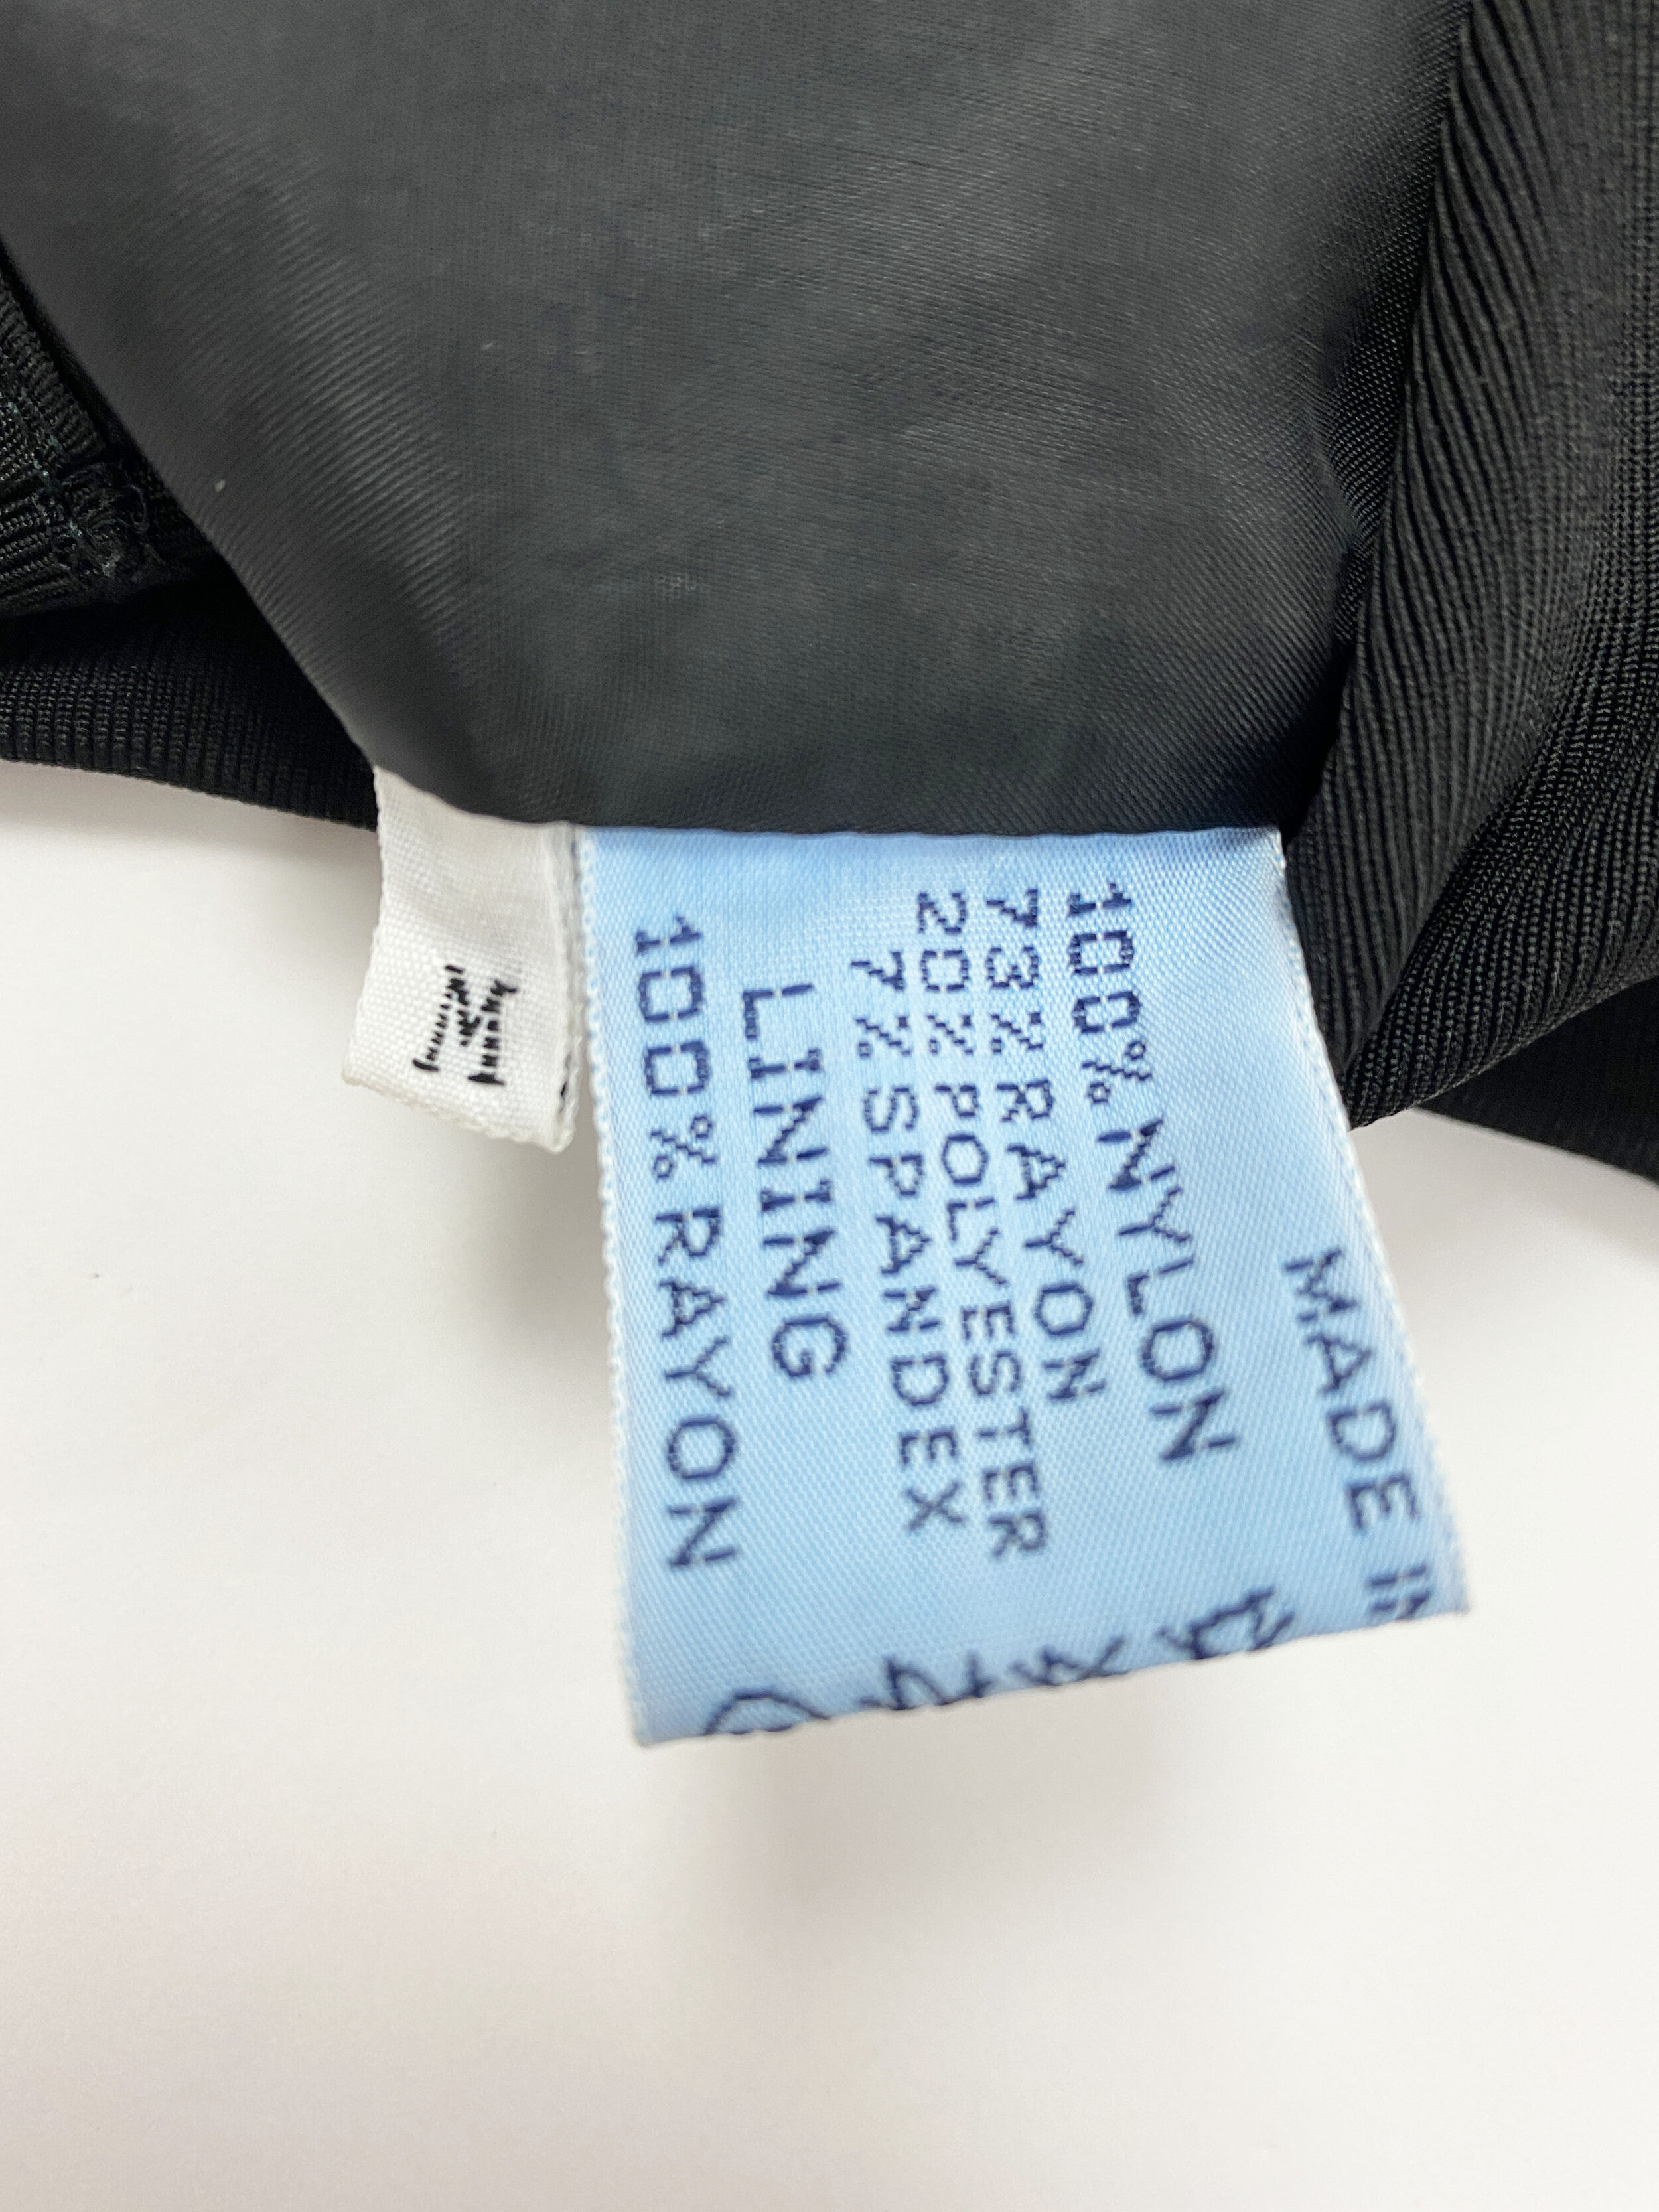 MADE IN
100% NYLON
73% RAYON
20% POLYESTER
7% SPANDEX
LINING
100% RAYON